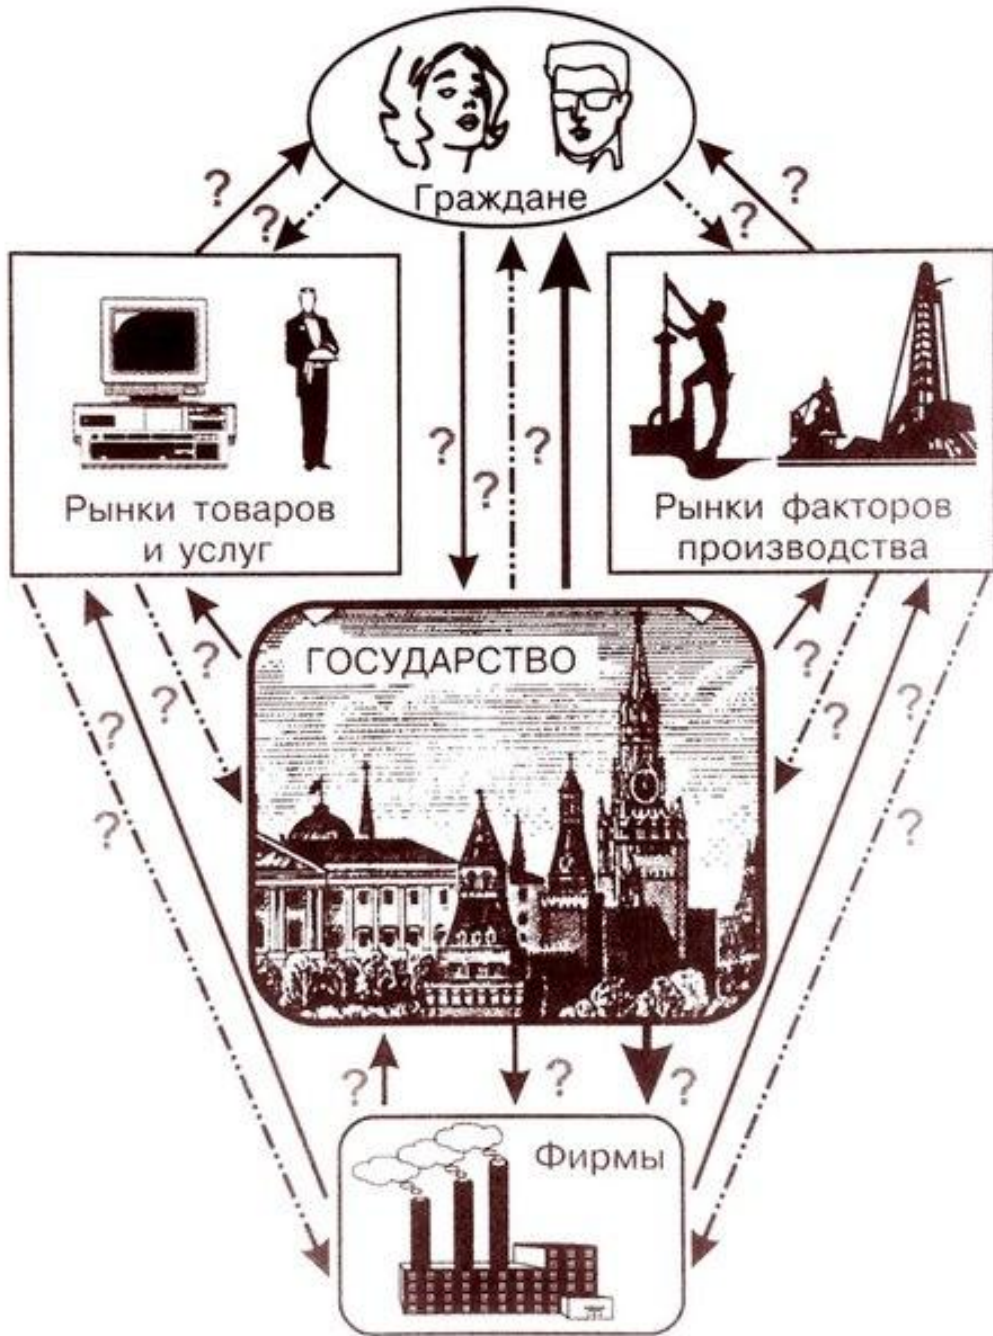 ?
?
Граждане
?
?
Рынки товаров
и услуг
?
?
?
Рынки факторов
производства
ГОСУДАРСТВО
?
?
?
?
?
?
?
?
?
?
?
Фирмы